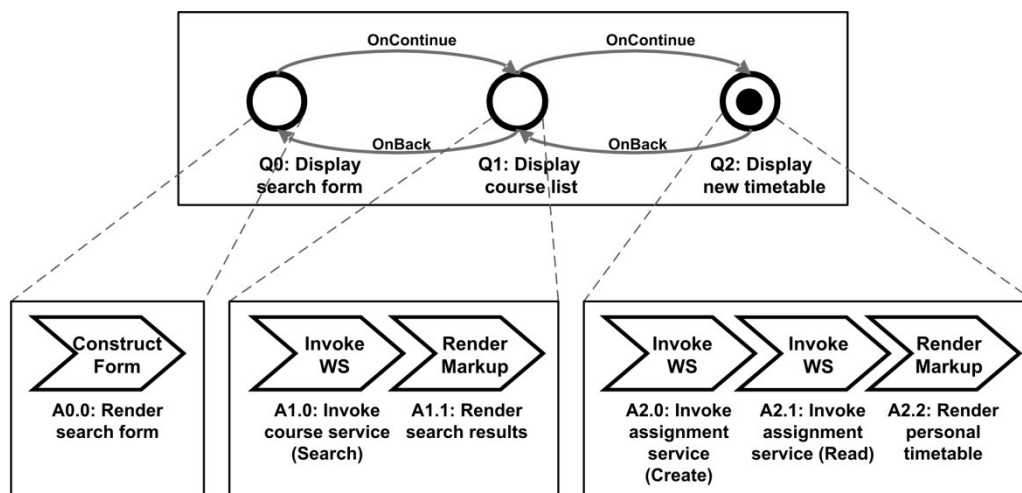 OnContinue
OnContinue
OnBack
OnBack
Q0: Display
search form
Q1: Display
course list
Q2: Display
new timetable
Construct
Form
Invoke
WS
Render
Markup
Invoke
WS
Invoke
WS
Render
Markup
A0.0: Render
search form
A1.0: Invoke
course service
(Search)
A1.1: Render
search results
A2.0: Invoke
assignment
service
(Create)
A2.1: Invoke
assignment
service (Read)
A2.2: Render
personal
timetable